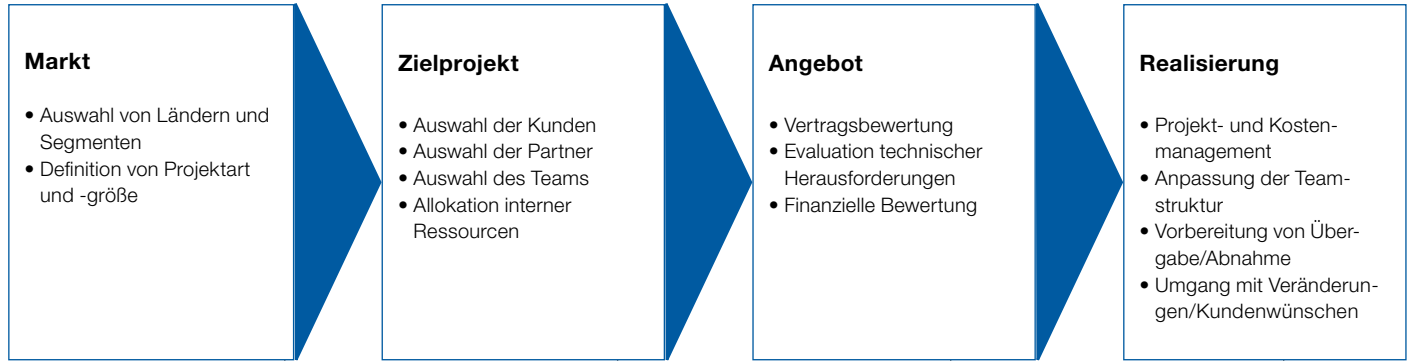 Markt
• Auswahl von Ländern und
Segmenten
• Definition von Projektart
und -größe
Zielprojekt
• Auswahl der Kunden
• Auswahl der Partner
• Auswahl des Teams
• Allokation interner
Ressourcen
Angebot
• Vertragsbewertung
• Evaluation technischer
Herausforderungen
• Finanzielle Bewertung
Realisierung
• Projekt- und Kosten-
management
• Anpassung der Team-
struktur
• Vorbereitung von Über-
gabe/Abnahme
• Umgang mit Veränderun-
gen/Kundenwünschen